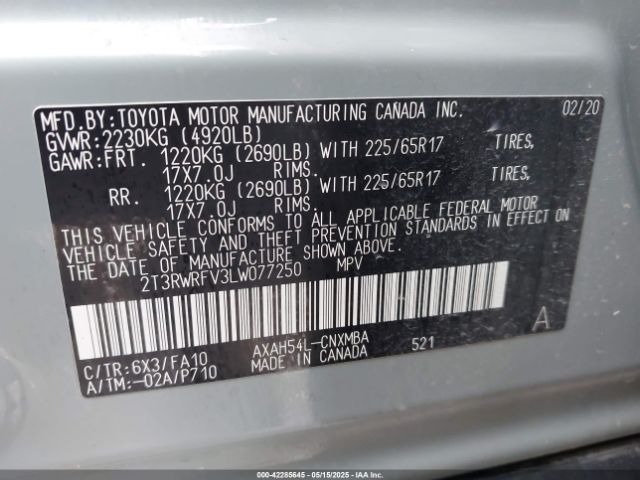 MFD.BY:TOYOTA MOTOR MANUFACTURING CANADA INC. 02/20
GVWR:2230KG (4920LB)
GAWR:FRT. 1220KG (2690LB) WITH 225/65R17 TIRES,
17X7.0J RIMS.
RR. 1220KG (2690LB) WITH 225/65R17 TIRES,
17X7.0J RIMS.
THIS VEHICLE CONFORMS TO ALL APPLICABLE FEDERAL MOTOR
VEHICLE SAFETY AND THEFT PREVENTION STANDARDS IN EFFECT ON
THE DATE OF MANUFACTURE SHOWN ABOVE.
2T3RWRFV3LW077250 MPV
A
C/TR:6X3/FA10 AXAH54L-CNXMBA 521
A/TM:-02A/P710 MADE IN CANADA
000-42285645 - 05/15/2025 - IAAI.COM